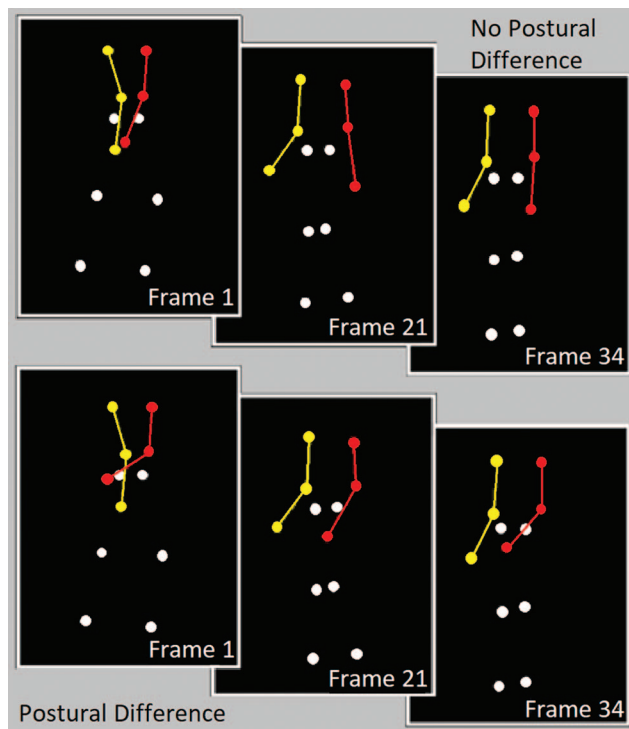 No Postural
Difference
Frame 1
Frame 21
Frame 34
Frame 1
Frame 21
Frame 34
Postural Difference